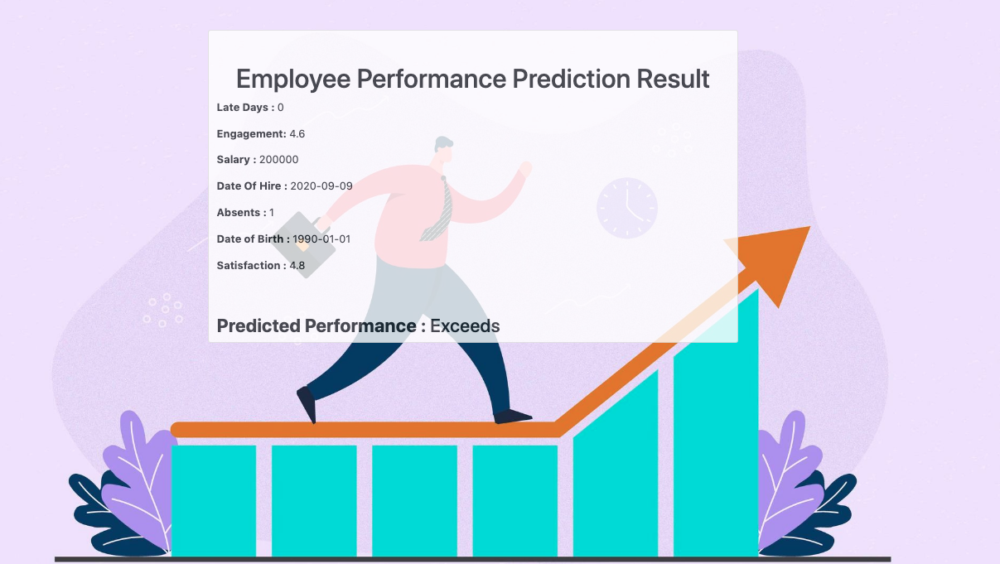 Employee Performance Prediction Result
Late Days : 0
Engagement: 4.6
Salary : 200000
Date Of Hire : 2020-09-09
Absents : 1
Date of Birth : 1990-01-01
Satisfaction : 4.8
Predicted Performance : Exceeds